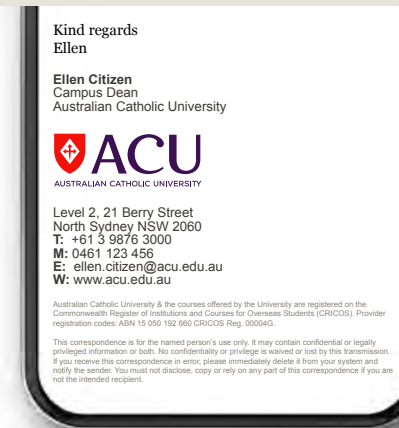 Kind regards
Ellen
Ellen Citizen
Campus Dean
Australian Catholic University
ACU
AUSTRALIAN CATHOLIC UNIVERSITY
Level 2, 21 Berry Street
North Sydney NSW 2060
T: +61 3 9876 3000
M: 0461 123 456
E: ellen.citizen@acu.edu.au
W: www.acu.edu.au
Australian Catholic University & the courses offered by the University are registered on the
Commonwealth Register of Institutions and Courses for Overseas Students (CRICOS). Provider
registration codes: ABN 15 050 192 660 CRICOS Reg. 00004G.
This correspondence is for the named person's use only. It may contain confidential or legally
privileged information or both. No confidentiality or privilege is waived or lost by this transmission.
If you receive this correspondence in error, please immediately delete it from your system and
notify the sender. You must not disclose, copy or rely on any part of this correspondence if you are
not the intended recipient.